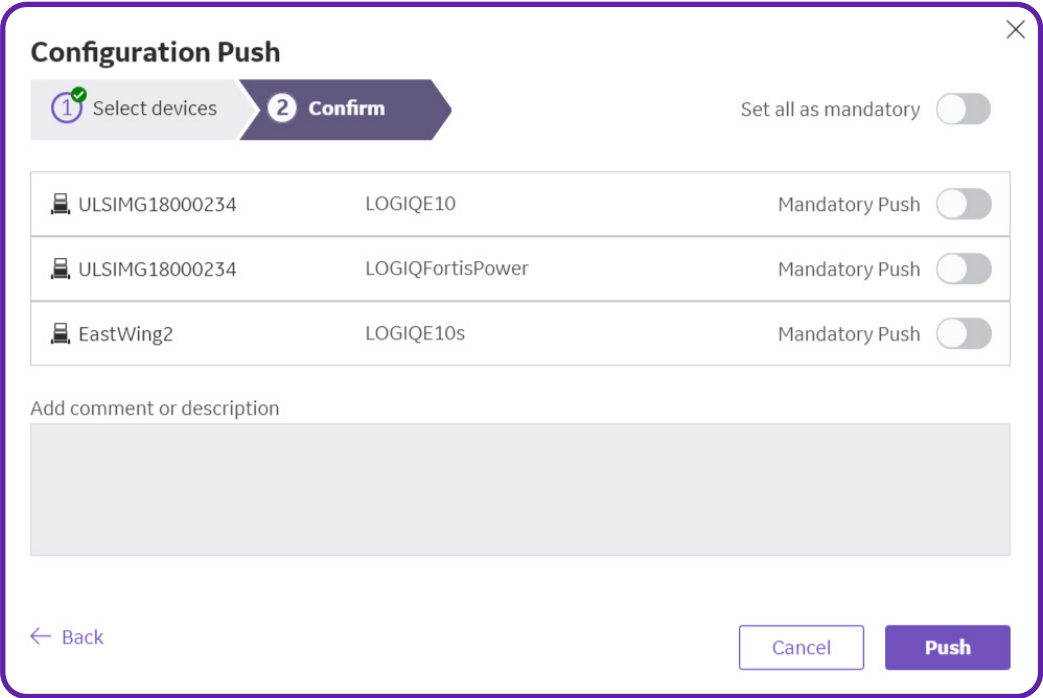 Configuration Push
1 Select devices 2 Confirm Set all as mandatory
ULSIMG18000234 LOGIQE10 Mandatory Push
ULSIMG18000234 LOGIQFortisPower Mandatory Push
EastWing2 LOGIQE10s Mandatory Push
Add comment or description
Back Cancel Push